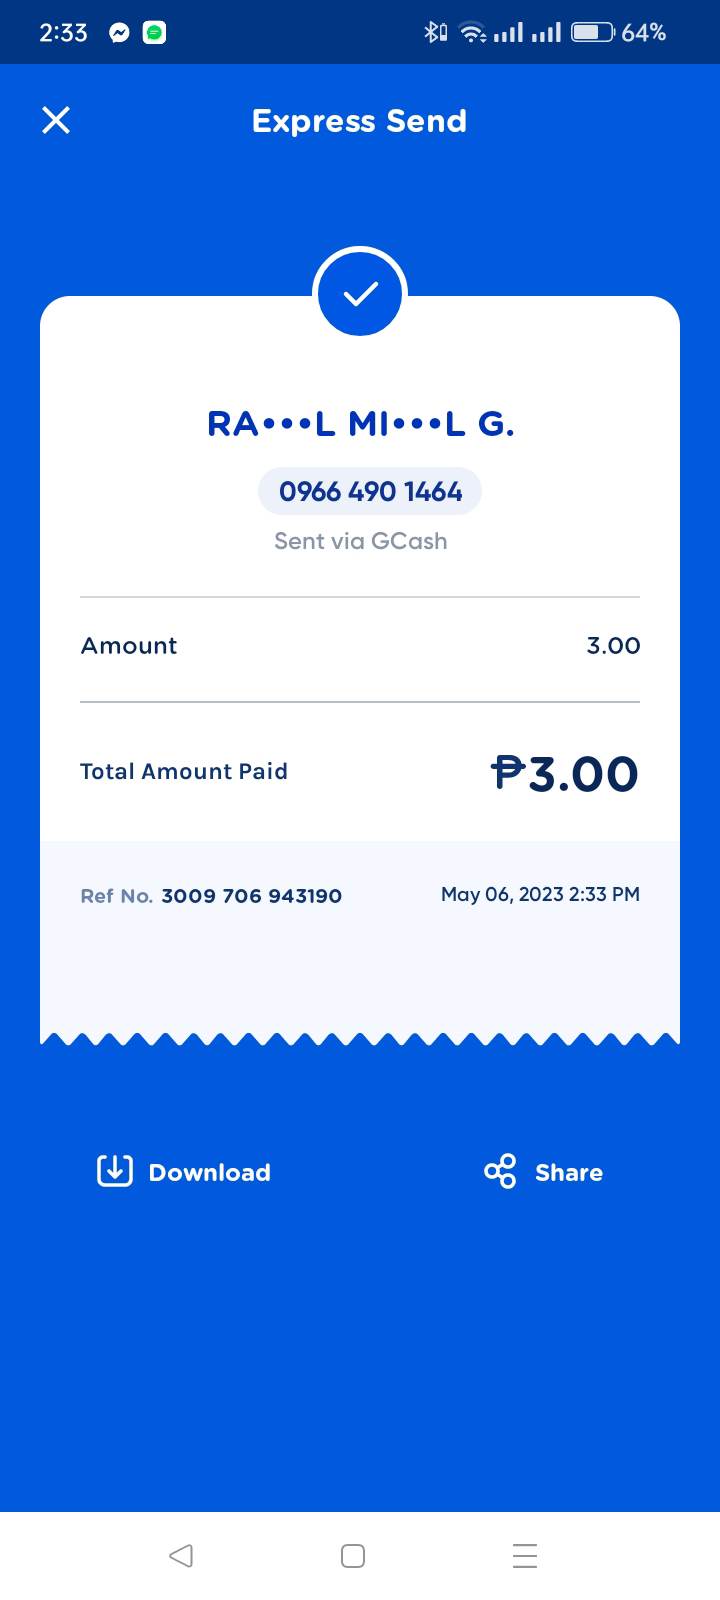 2:33 64%
Express Send
RA•••L MI•••L G.
0966 490 1464
Sent via GCash
Amount 3.00
Total Amount Paid ₱3.00
Ref No. 3009 706 943190 May 06, 2023 2:33 PM
Download Share